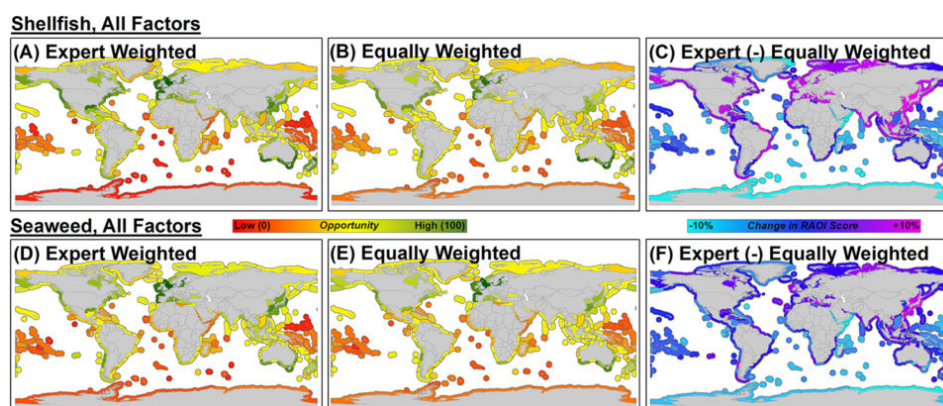 Shellfish, All Factors
(A) Expert Weighted
(B) Equally Weighted
(C) Expert (-) Equally Weighted
Seaweed, All Factors
Low (0) Opportunity High (100)
-10% Change in RAOI Score +10%
(D) Expert Weighted
(E) Equally Weighted
(F) Expert (-) Equally Weighted